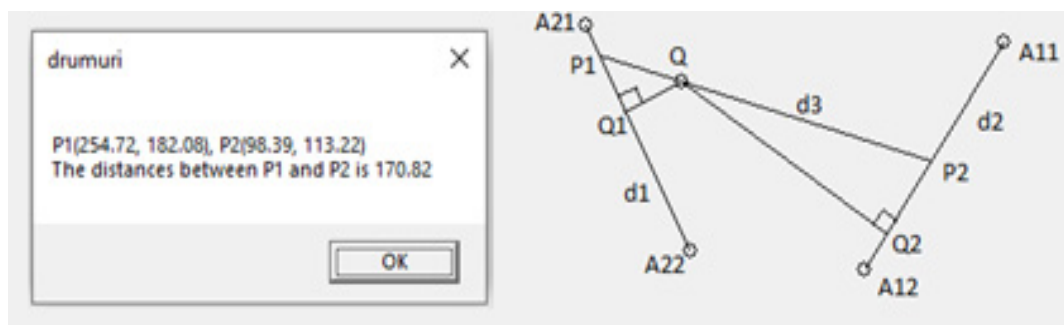 drumuri
P1(254.72, 182.08), P2(98.39, 113.22)
The distances between P1 and P2 is 170.82
OK
A21
P1
Q
A11
Q1
d3
d2
P2
d1
Q2
A22
A12